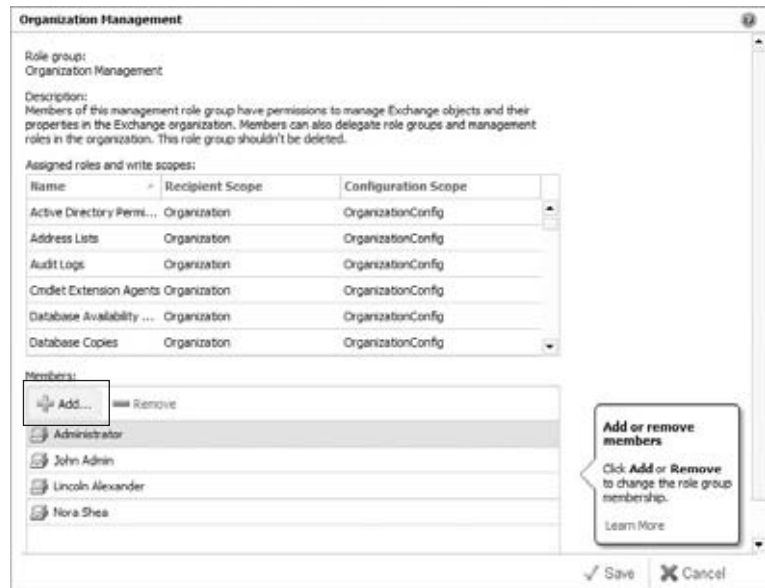 Organization Management
Role group:
Organization Management
Description:
Members of this management role group have permissions to manage Exchange objects and their
properties in the Exchange organization. Members can also delegate role groups and management
roles in the organization. This role group shouldn't be deleted.
Assigned roles and write scopes:
Name Recipient Scope Configuration Scope
Active Directory Permi... Organization OrganizationConfig
Address Lists Organization OrganizationConfig
Audit Logs Organization OrganizationConfig
Cmdlet Extension Agents Organization OrganizationConfig
Database Availability ... Organization OrganizationConfig
Database Copies Organization OrganizationConfig
Members:
Add... Remove
Administrator
John Admin
Lincoln Alexander
Nora Shea
Add or remove
members
Click Add or Remove
to change the role group
membership.
Learn More
Save Cancel